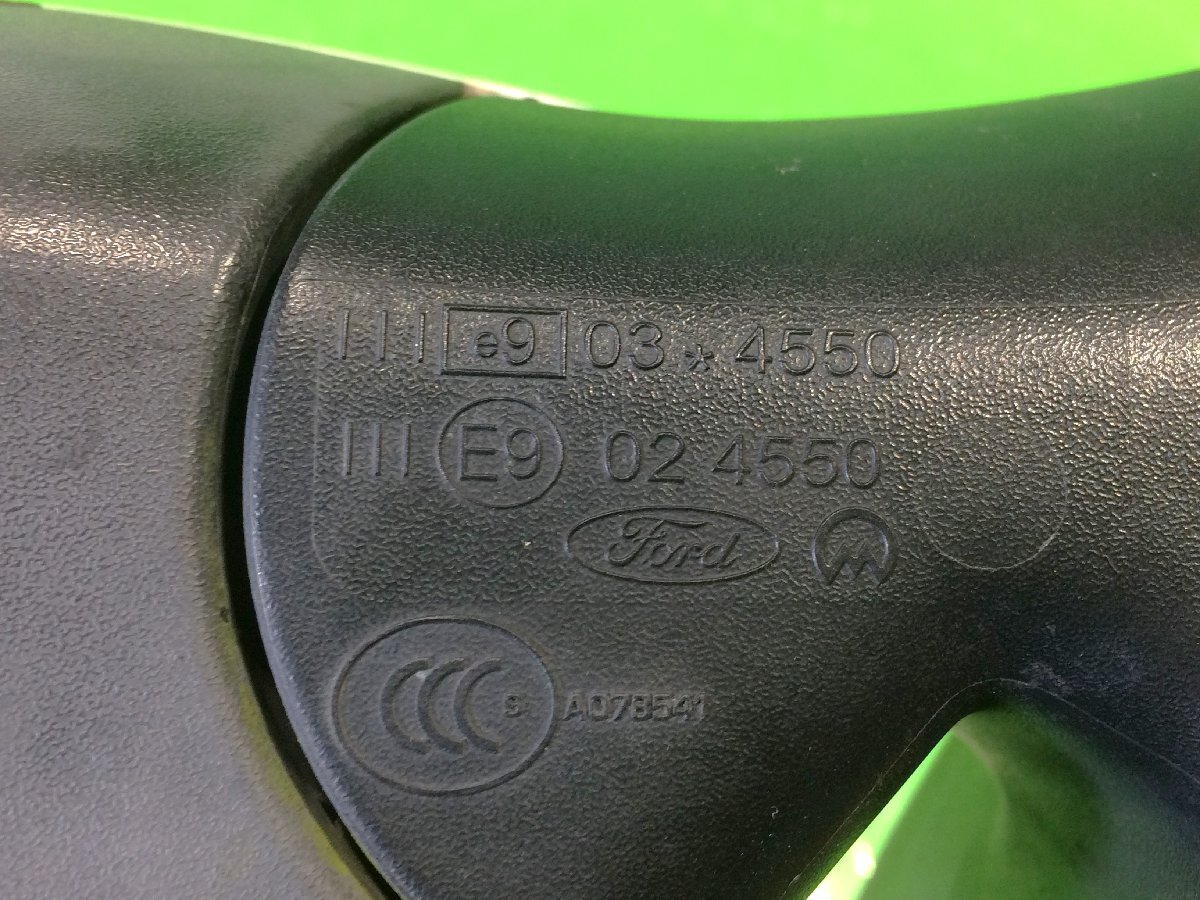 III e9 03 * 4550
III E9 02 4550
Ford
CCC S A078541